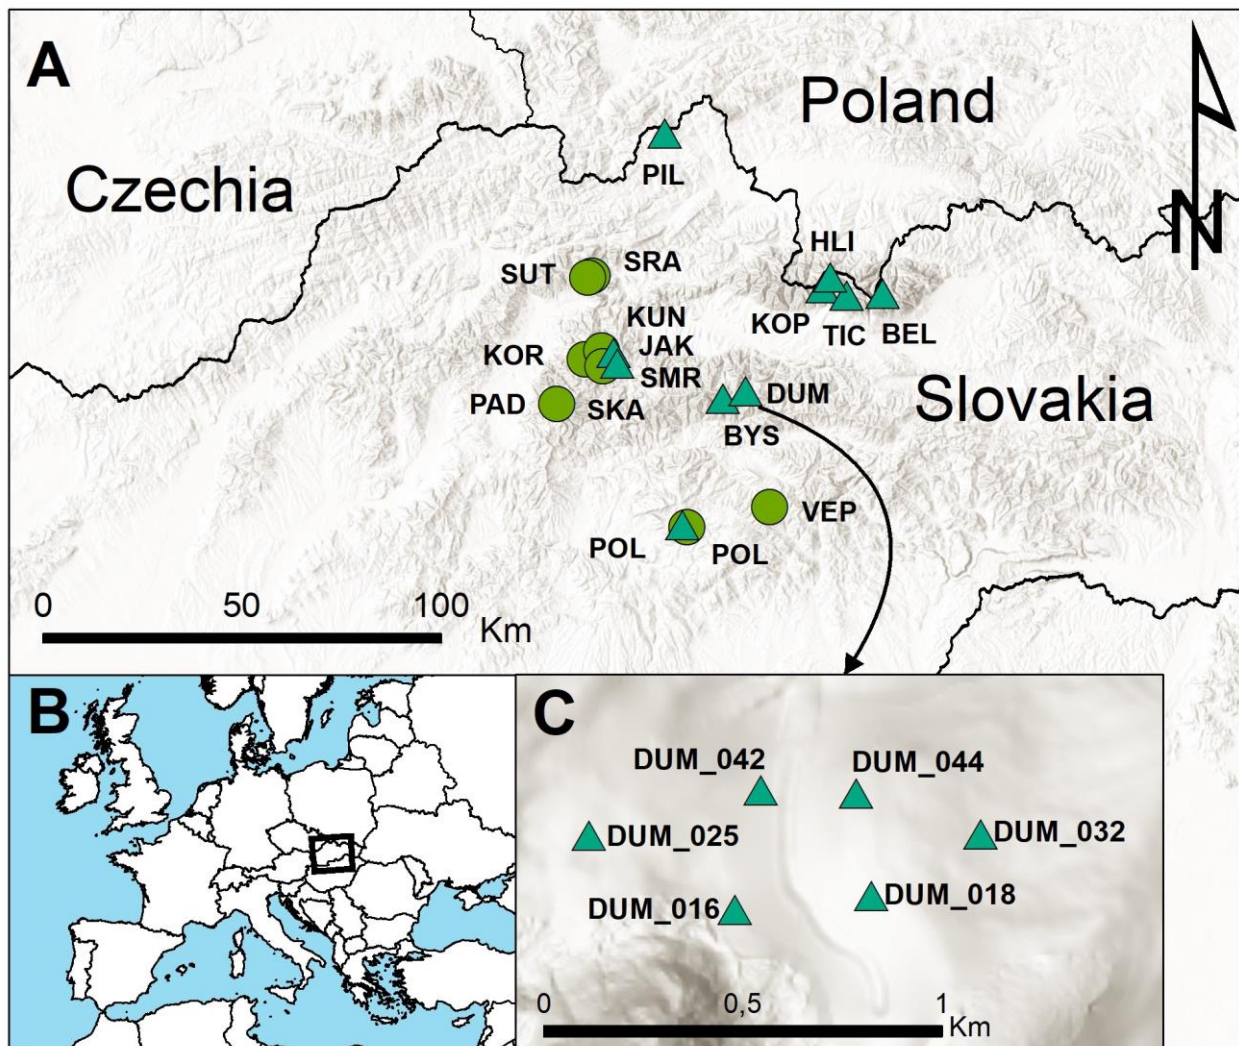 A
Poland
Czechia
PIL
N
HLI
SUT
SRA
KOP
TIC
BEL
KUN
KOR
JAK
SMR
PAD
SKA
DUM
BYS
Slovakia
VEP
POL
POL
0 50 100
Km
B
C
DUM_042
DUM_044
DUM_025
DUM_032
DUM_016
DUM_018
0 0,5 1
Km